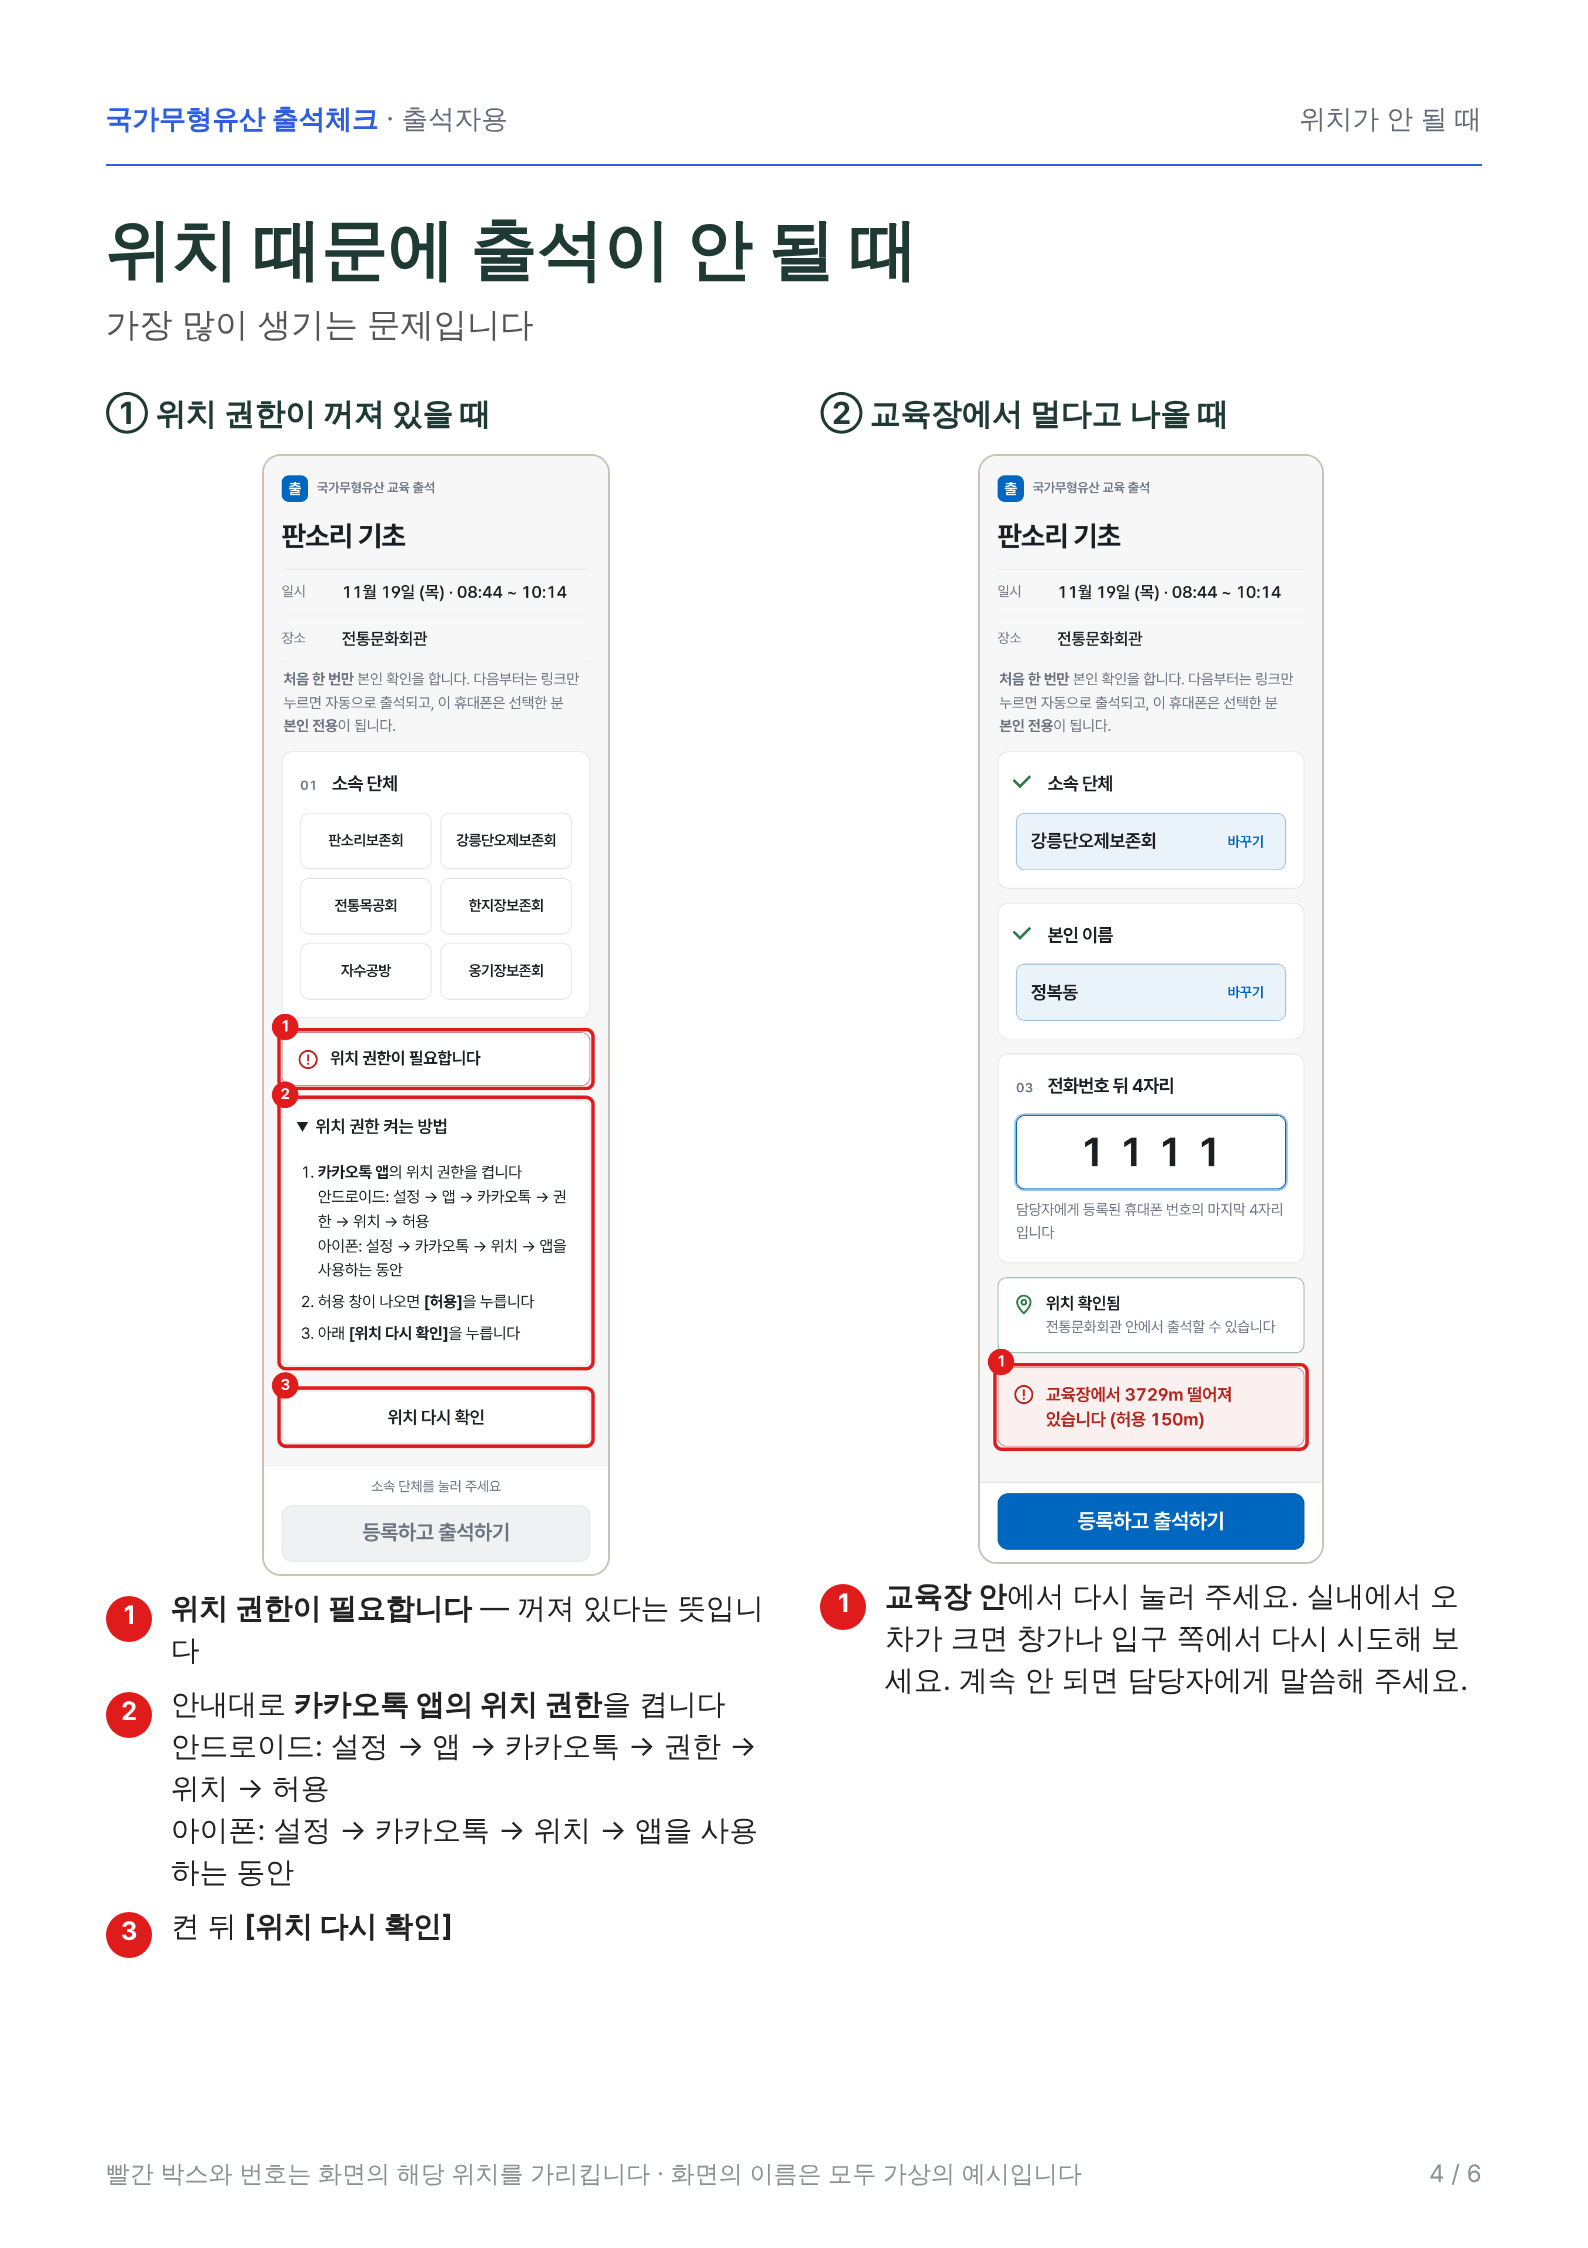 국가무형유산 출석체크 · 출석자용
위치가 안 될 때
위치 때문에 출석이 안 될 때
가장 많이 생기는 문제입니다
① 위치 권한이 꺼져 있을 때
출 국가무형유산 교육 출석
판소리 기초
일시 11월 19일 (목) · 08:44 ~ 10:14
장소 전통문화회관
처음 한 번만 본인 확인을 합니다. 다음부터는 링크만
누르면 자동으로 출석되고, 이 휴대폰은 선택한 분
본인 전용이 됩니다.
01 소속 단체
판소리보존회 강릉단오제보존회
전통목공회 한지장보존회
자수공방 옹기장보존회
1
위치 권한이 필요합니다
2
▼ 위치 권한 켜는 방법
1. 카카오톡 앱의 위치 권한을 켭니다
안드로이드: 설정 → 앱 → 카카오톡 → 권
한 → 위치 → 허용
아이폰: 설정 → 카카오톡 → 위치 → 앱을
사용하는 동안
2. 허용 창이 나오면 [허용]을 누릅니다
3. 아래 [위치 다시 확인]을 누릅니다
3
위치 다시 확인
소속 단체를 눌러 주세요
등록하고 출석하기
1 위치 권한이 필요합니다 — 꺼져 있다는 뜻입니
다
2 안내대로 카카오톡 앱의 위치 권한을 켭니다
안드로이드: 설정 → 앱 → 카카오톡 → 권한 →
위치 → 허용
아이폰: 설정 → 카카오톡 → 위치 → 앱을 사용
하는 동안
3 켠 뒤 [위치 다시 확인]
② 교육장에서 멀다고 나올 때
출 국가무형유산 교육 출석
판소리 기초
일시 11월 19일 (목) · 08:44 ~ 10:14
장소 전통문화회관
처음 한 번만 본인 확인을 합니다. 다음부터는 링크만
누르면 자동으로 출석되고, 이 휴대폰은 선택한 분
본인 전용이 됩니다.
소속 단체
강릉단오제보존회 바꾸기
본인 이름
정복동 바꾸기
03 전화번호 뒤 4자리
1 1 1 1
담당자에게 등록된 휴대폰 번호의 마지막 4자리
입니다
위치 확인됨
전통문화회관 안에서 출석할 수 있습니다
1
교육장에서 3729m 떨어져
있습니다 (허용 150m)
등록하고 출석하기
1 교육장 안에서 다시 눌러 주세요. 실내에서 오
차가 크면 창가나 입구 쪽에서 다시 시도해 보
세요. 계속 안 되면 담당자에게 말씀해 주세요.
빨간 박스와 번호는 화면의 해당 위치를 가리킵니다 · 화면의 이름은 모두 가상의 예시입니다
4 / 6